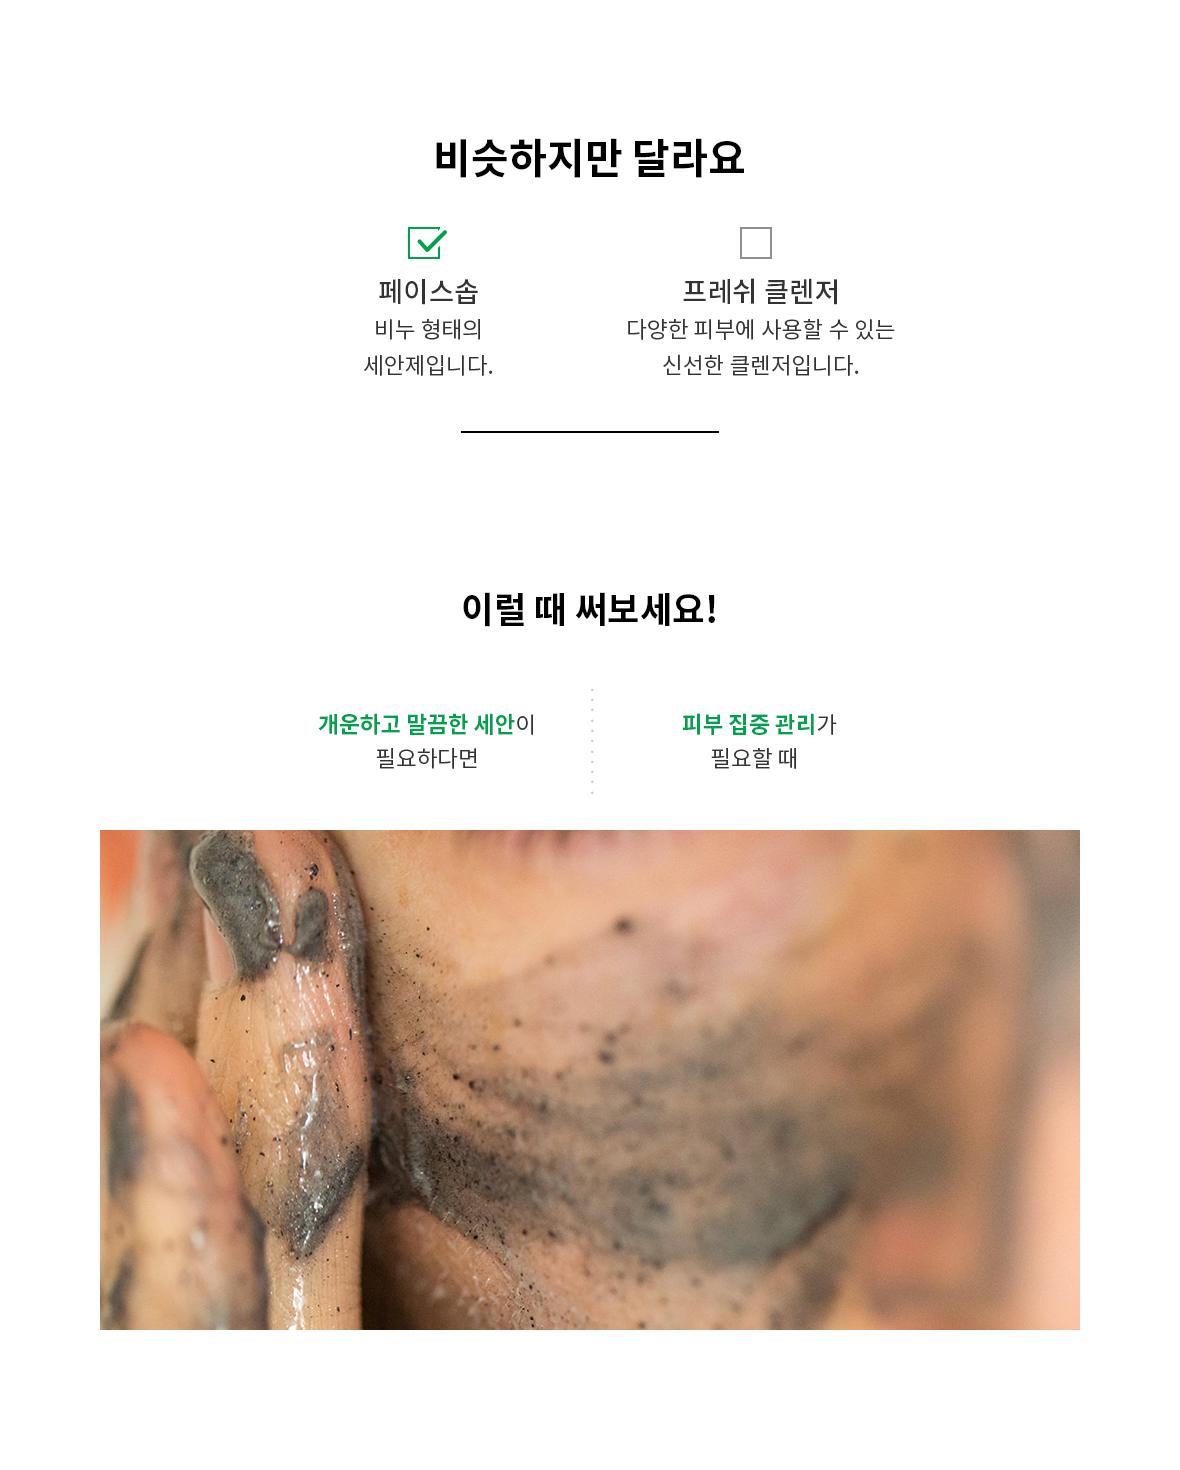 비슷하지만 달라요
페이스솝
비누 형태의
세안제입니다.
프레쉬 클렌저
다양한 피부에 사용할 수 있는
신선한 클렌저입니다.
이럴 때 써보세요!
개운하고 말끔한 세안이
필요하다면
피부 집중 관리가
필요할 때